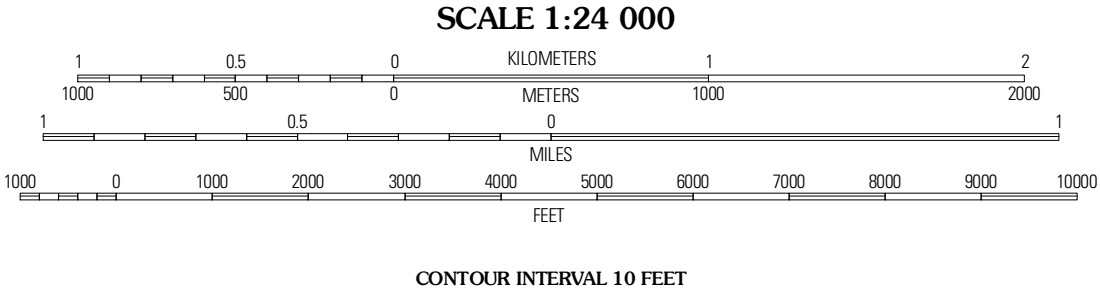 SCALE 1:24 000
1 0.5 0 KILOMETERS 1 2
1000 500 0 METERS 1000 2000
1 0.5 0 1
MILES
1000 0 1000 2000 3000 4000 5000 6000 7000 8000 9000 10000
FEET
CONTOUR INTERVAL 10 FEET